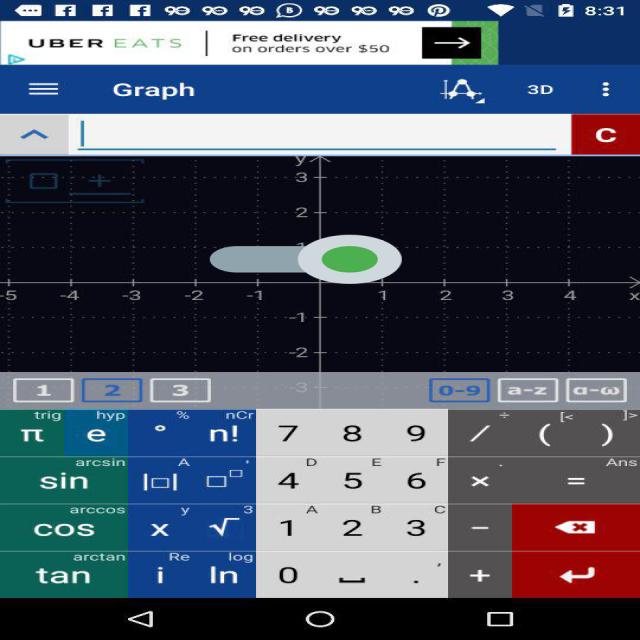 8:31
UBER EATS
Free delivery
on orders over $50
Graph
3D
C
y
3
2
1
-5 -4 -3 -2 -1 1 2 3 4 x
-1
-2
-3
1 2 3 0-9 a-z α-ω
trig hyp % nCr ÷ [< ]>
π e ° n! 7 8 9 / ( )
arcsin A ' D E F . Ans
sin |□| □□ 4 5 6 × =
arccos y 3 A B C
cos x √ 1 2 3 −
arctan Re log ,
tan i ln 0 . +